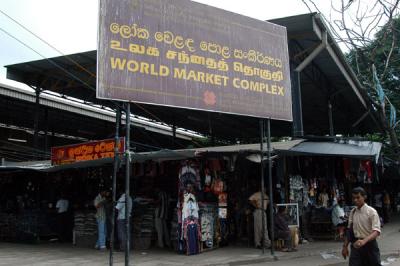 ලෝක වෙළඳ පොළ සංකීර්ණය
உலக சந்தைத் தொகுதி
WORLD MARKET COMPLEX